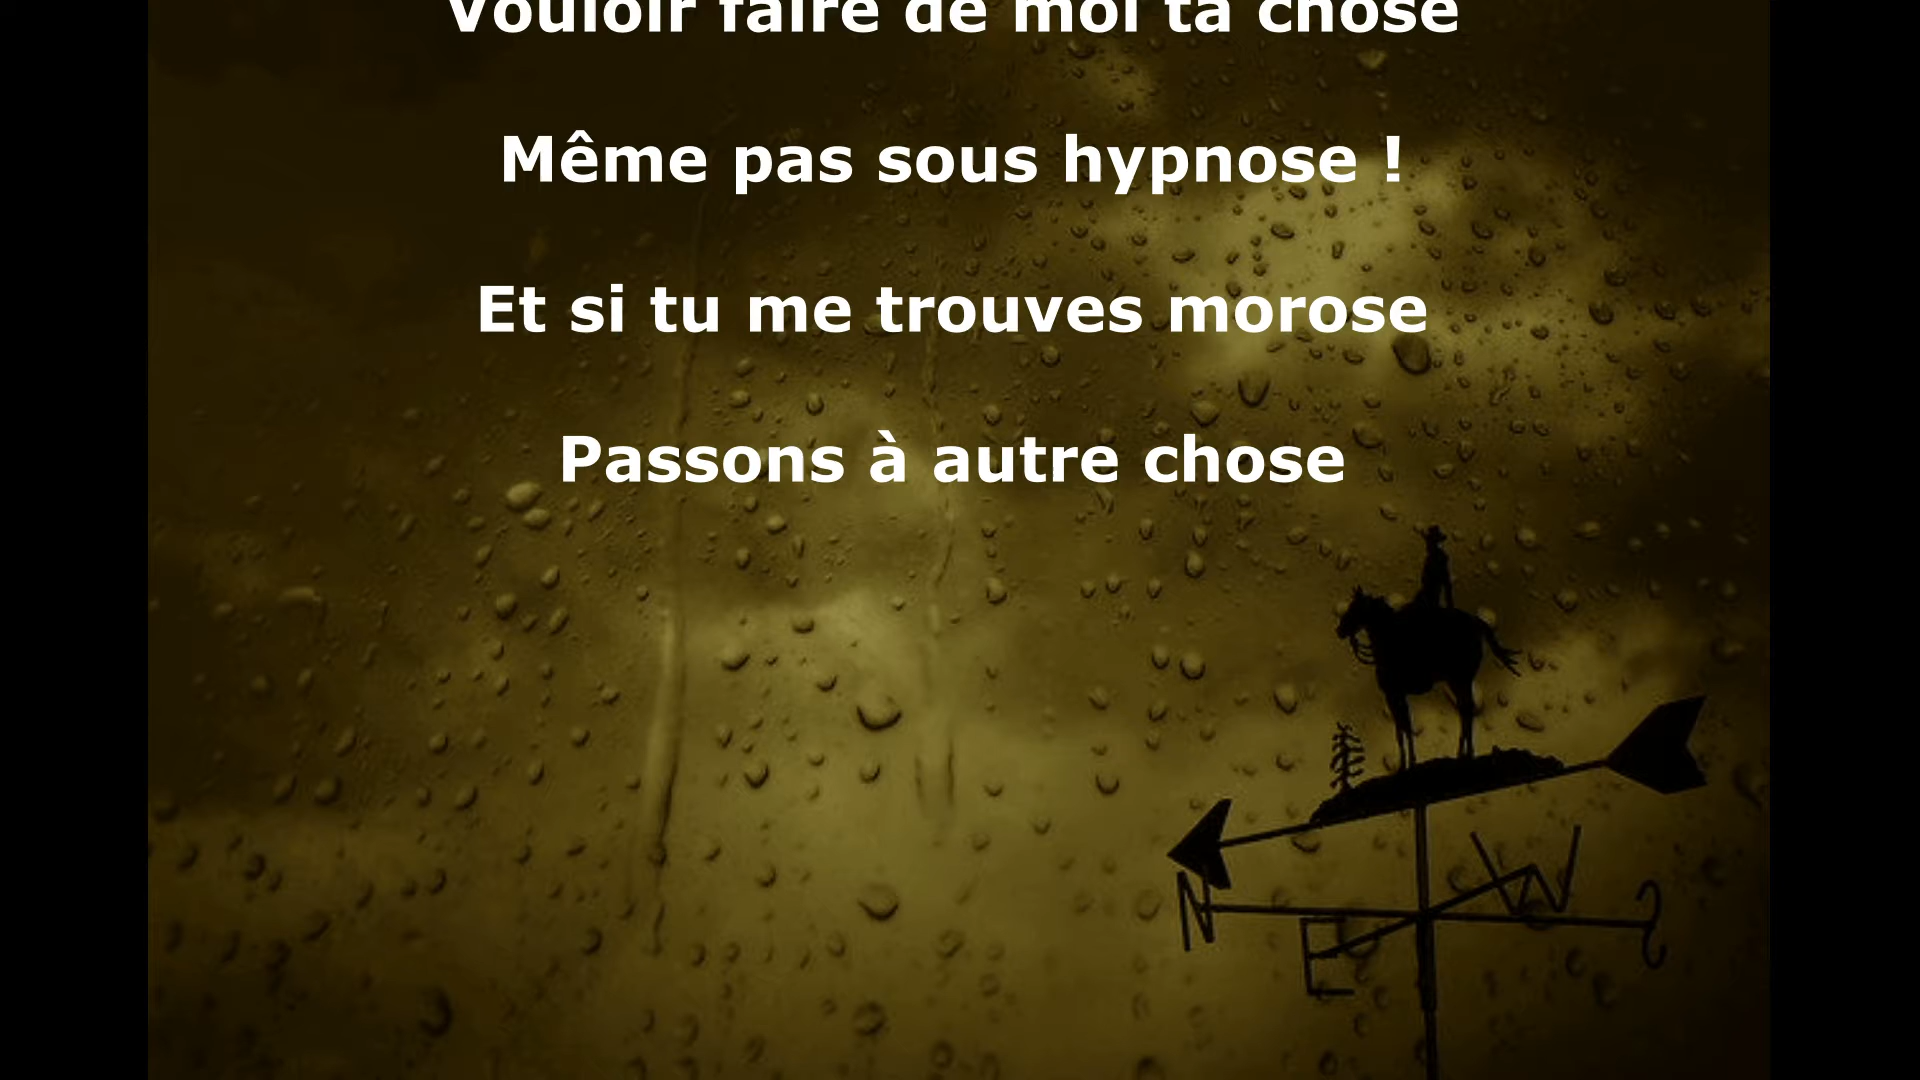 Vouloir faire de moi ta chose
Même pas sous hypnose !
Et si tu me trouves morose
Passons à autre chose
N
E
W
S